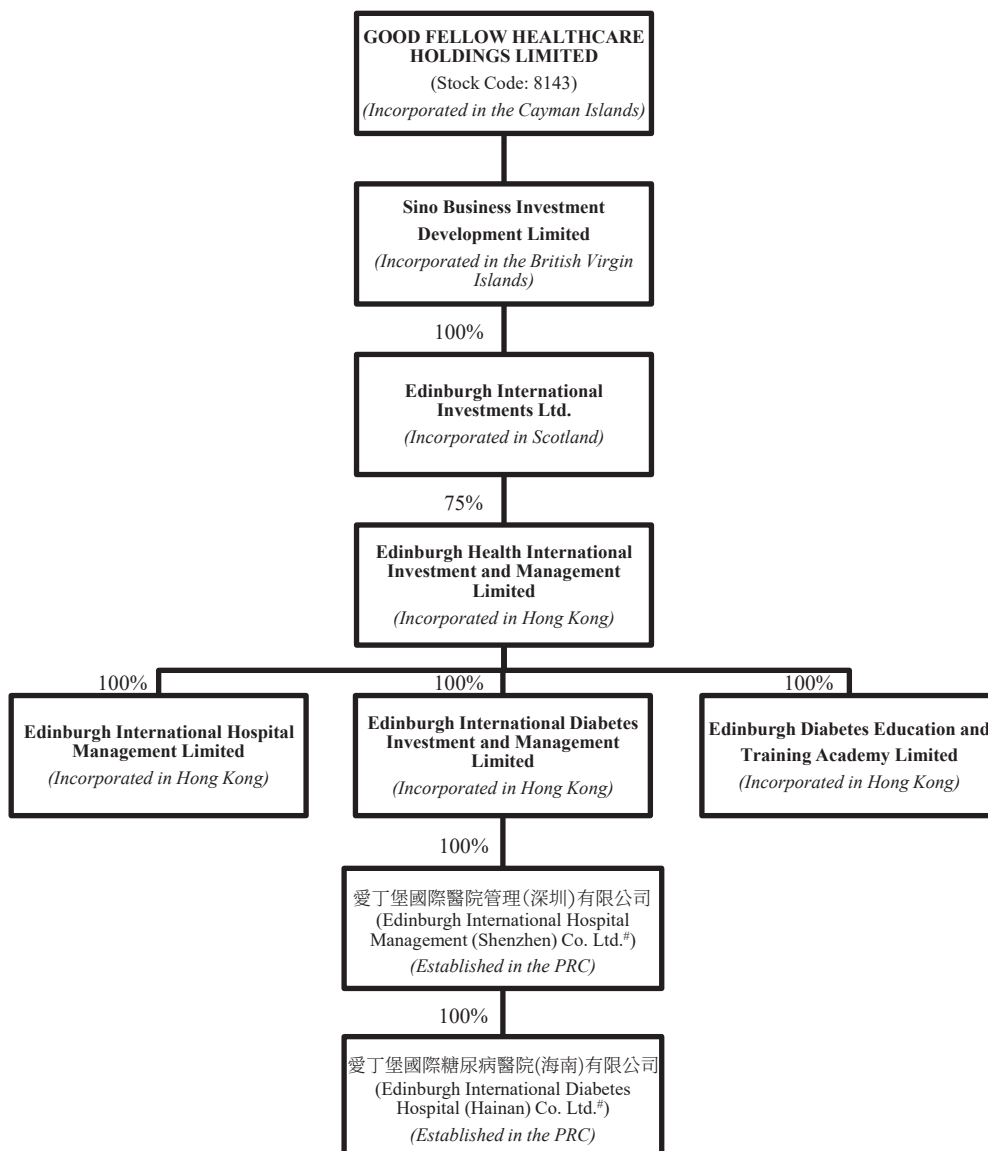 GOOD FELLOW HEALTHCARE
HOLDINGS LIMITED
(Stock Code: 8143)
(Incorporated in the Cayman Islands)
Sino Business Investment
Development Limited
(Incorporated in the British Virgin
Islands)
100%
Edinburgh International
Investments Ltd.
(Incorporated in Scotland)
75%
Edinburgh Health International
Investment and Management
Limited
(Incorporated in Hong Kong)
100%
Edinburgh International Hospital
Management Limited
(Incorporated in Hong Kong)
100%
Edinburgh International Diabetes
Investment and Management
Limited
(Incorporated in Hong Kong)
100%
Edinburgh Diabetes Education and
Training Academy Limited
(Incorporated in Hong Kong)
100%
愛丁堡國際醫院管理(深圳)有限公司
(Edinburgh International Hospital
Management (Shenzhen) Co. Ltd.#)
(Established in the PRC)
100%
愛丁堡國際糖尿病醫院(海南)有限公司
(Edinburgh International Diabetes
Hospital (Hainan) Co. Ltd.#)
(Established in the PRC)